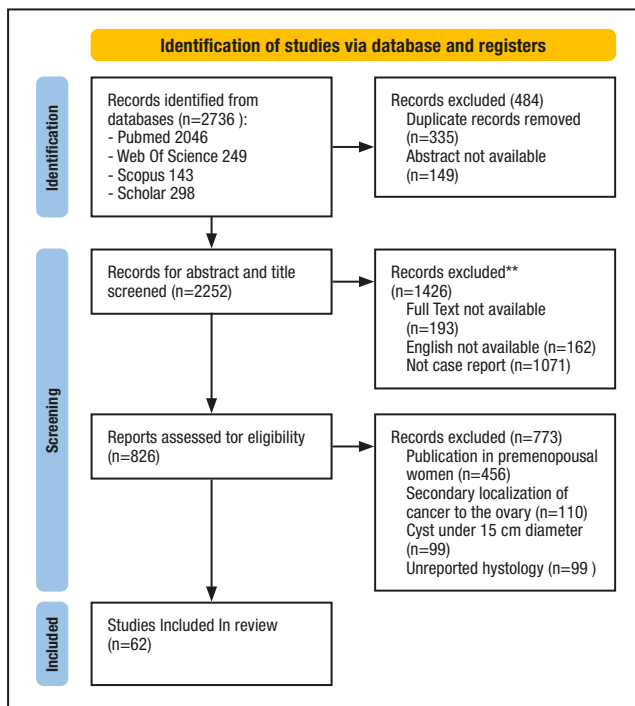 Identification of studies via database and registers
Identification
Records identified from
databases (n=2736 ):
- Pubmed 2046
- Web Of Science 249
- Scopus 143
- Scholar 298
Records excluded (484)
Duplicate records removed
(n=335)
Abstract not available
(n=149)
Screening
Records for abstract and title
screened (n=2252)
Records excluded**
(n=1426)
Full Text not available
(n=193)
English not available (n=162)
Not case report (n=1071)
Reports assessed tor eligibility
(n=826)
Records excluded (n=773)
Publication in premenopousal
women (n=456)
Secondary localization of
cancer to the ovary (n=110)
Cyst under 15 cm diameter
(n=99)
Unreported hystology (n=99 )
Included
Studies Included In review
(n=62)